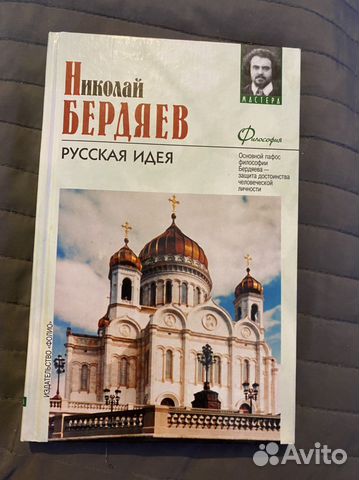 Николай
БЕРДЯЕВ
РУССКАЯ ИДЕЯ
МАСТЕРА
Философия
Основной пафос
философии
Бердяева —
защита достоинства
человеческой
личности
ИЗДАТЕЛЬСТВО «ФОЛИО»
Avito